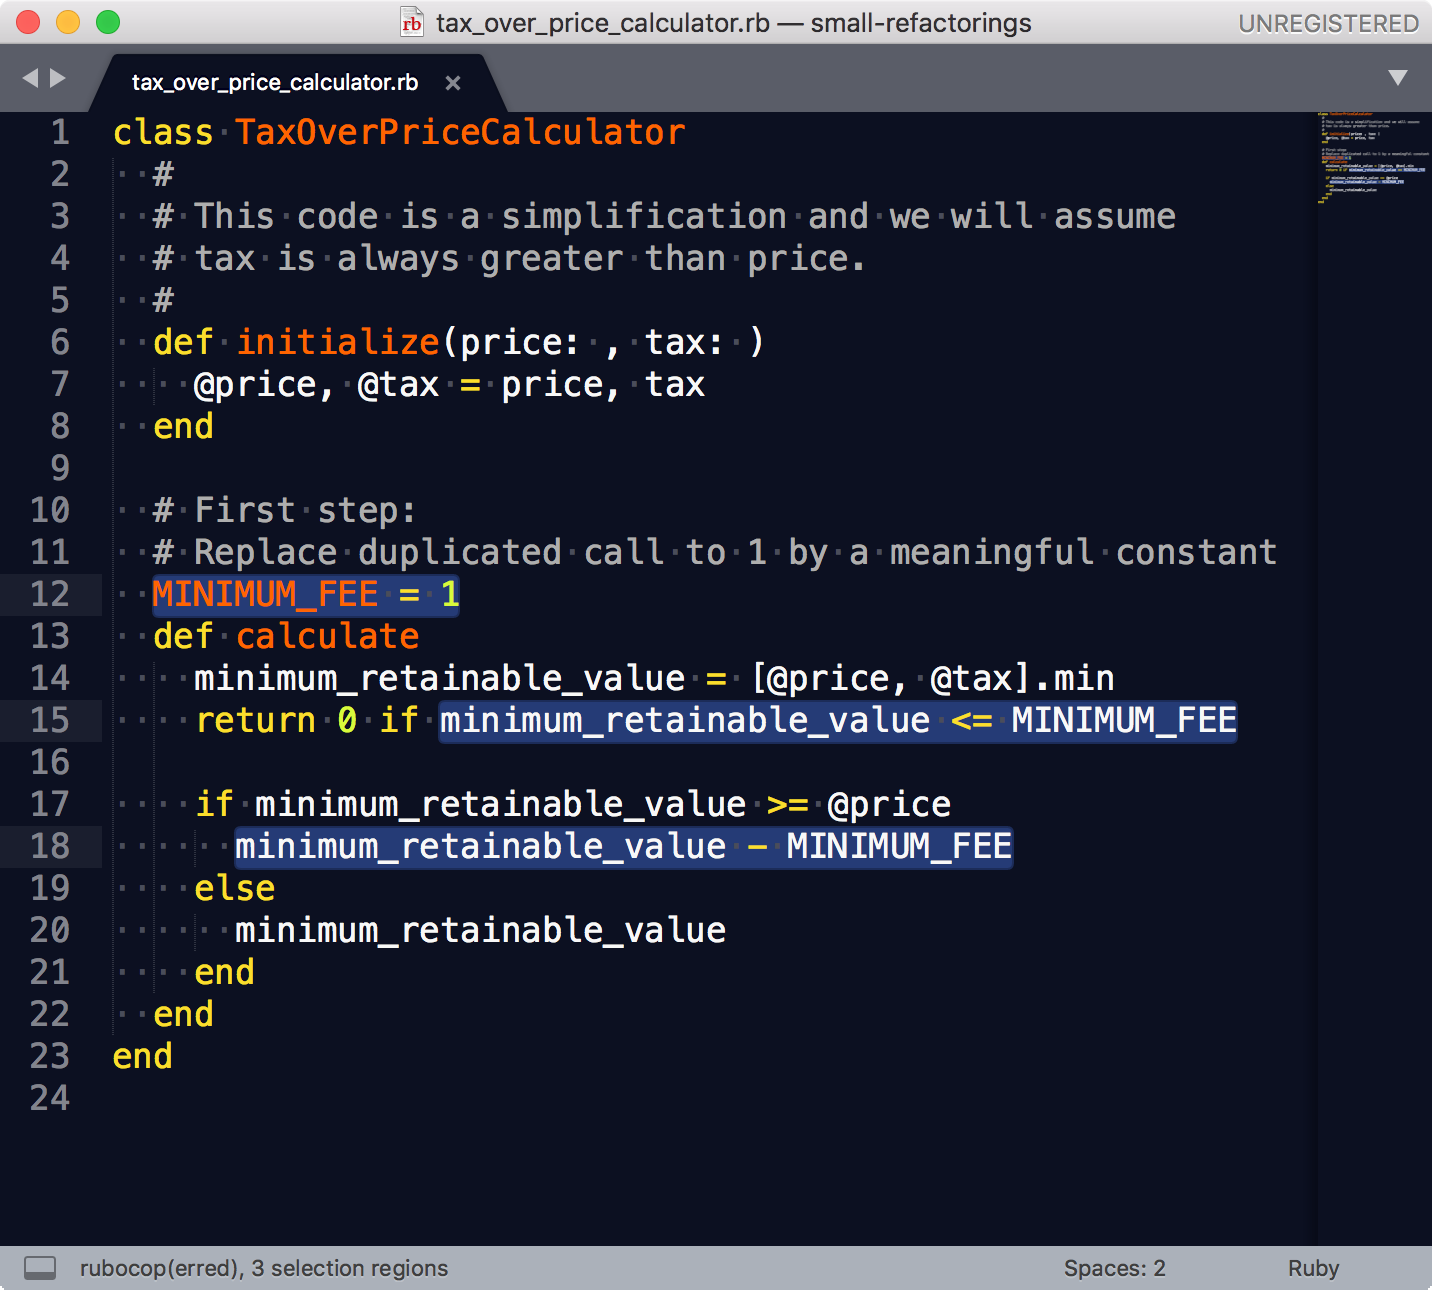 rb tax_over_price_calculator.rb — small-refactorings UNREGISTERED
tax_over_price_calculator.rb ×
1 class TaxOverPriceCalculator
2 #
3 # This code is a simplification and we will assume
4 # tax is always greater than price.
5 #
6 def initialize(price: , tax: )
7 @price, @tax = price, tax
8 end
9
10 # First step:
11 # Replace duplicated call to 1 by a meaningful constant
12 MINIMUM_FEE = 1
13 def calculate
14 minimum_retainable_value = [@price, @tax].min
15 return 0 if minimum_retainable_value <= MINIMUM_FEE
16
17 if minimum_retainable_value >= @price
18 minimum_retainable_value - MINIMUM_FEE
19 else
20 minimum_retainable_value
21 end
22 end
23 end
24
rubocop(erred), 3 selection regions Spaces: 2 Ruby